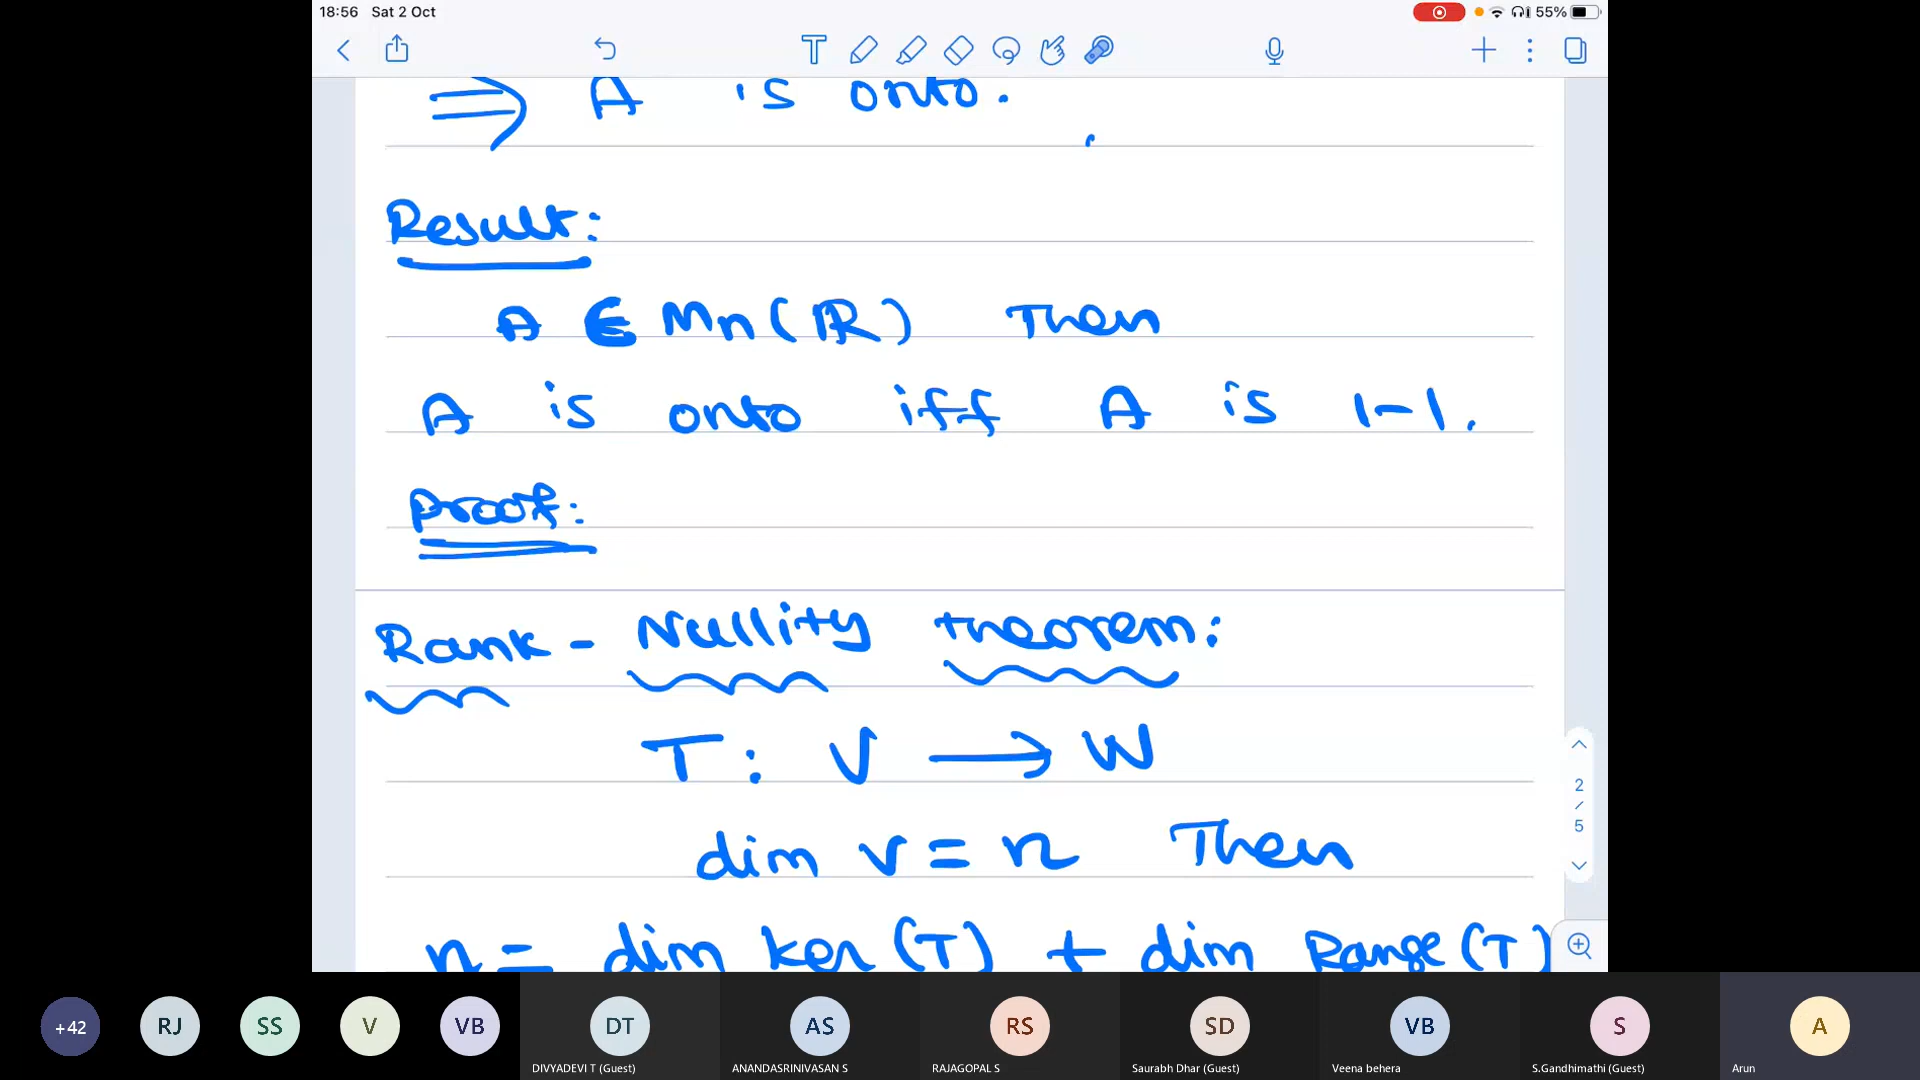 18:56 Sat 2 Oct
55%
⇒ A is onto.
Result:
A ∈ Mn(ℝ) Then
A is onto iff A is 1-1.
Proof:
Rank - Nullity theorem:
T: V ⟶ W
dim V = n Then
n = dim ker(T) + dim Range(T)
2
/
5
+42
RJ
SS
V
VB
DT
AS
RS
SD
VB
S
A
DIVYADEVI T (Guest)
ANANDASRINIVASAN S
RAJAGOPAL S
Saurabh Dhar (Guest)
Veena behera
S.Gandhimathi (Guest)
Arun